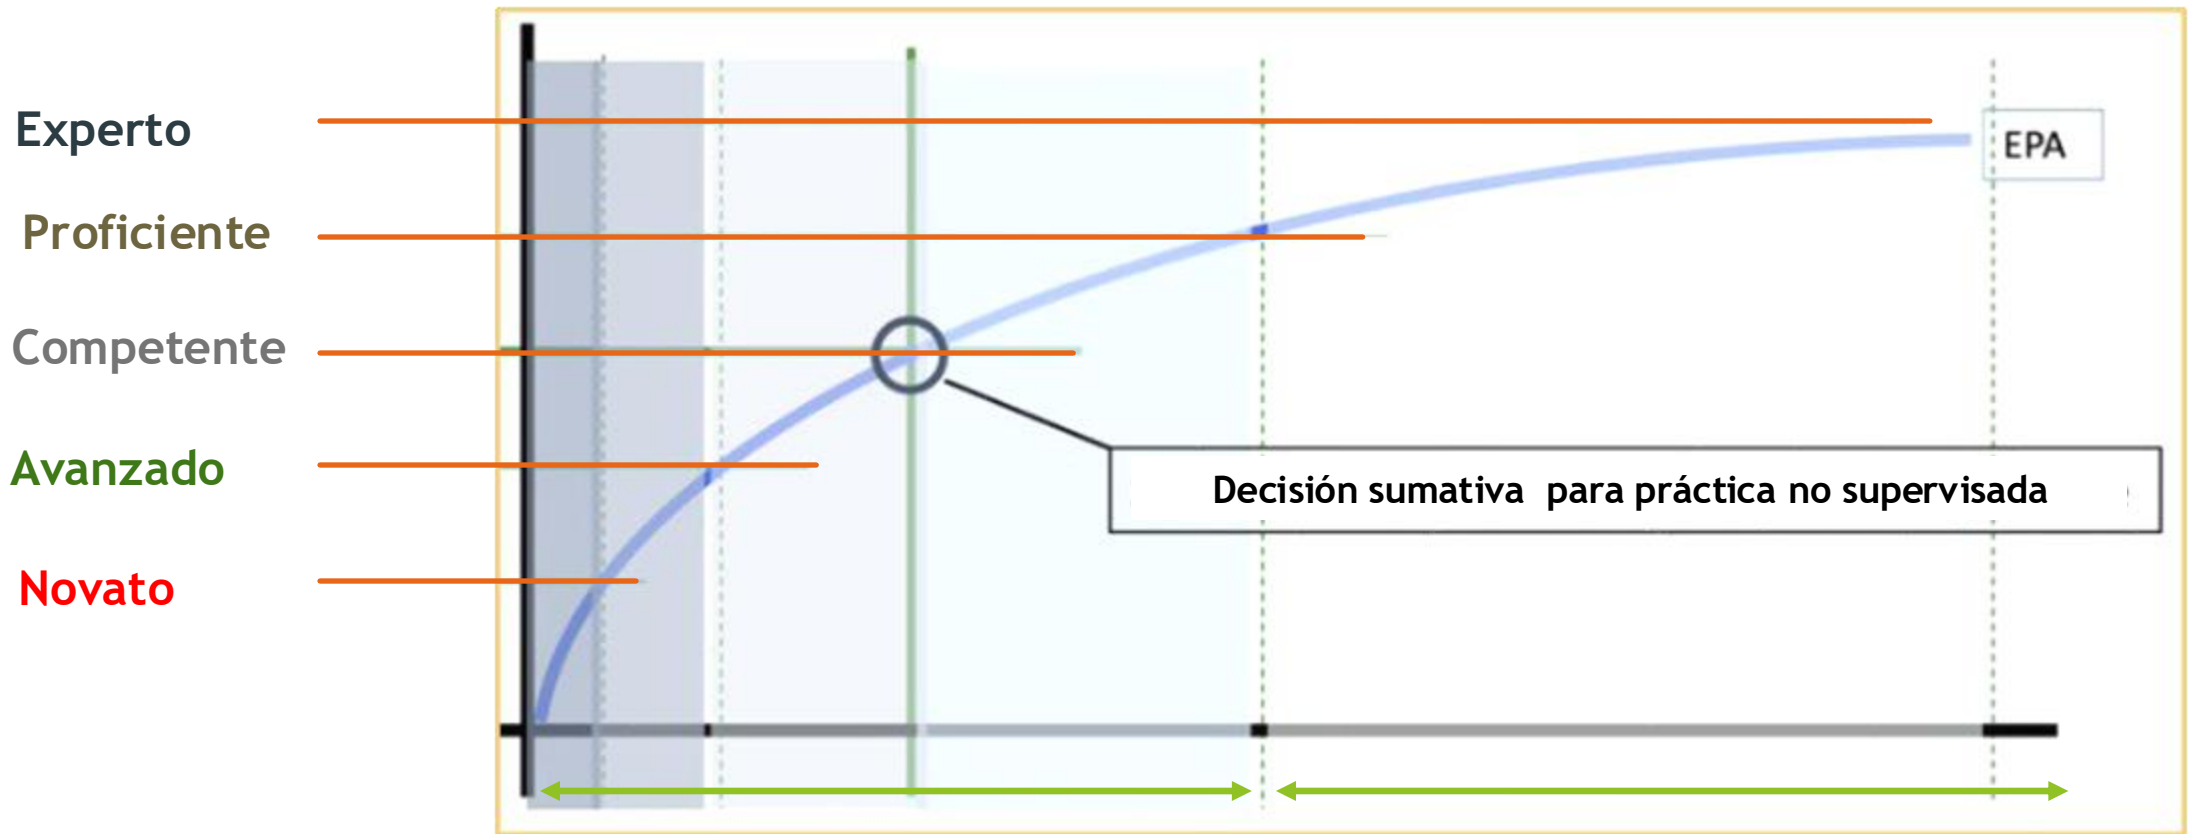 Experto
EPA
Proficiente
Competente
Avanzado
Decisión sumativa para práctica no supervisada
Novato